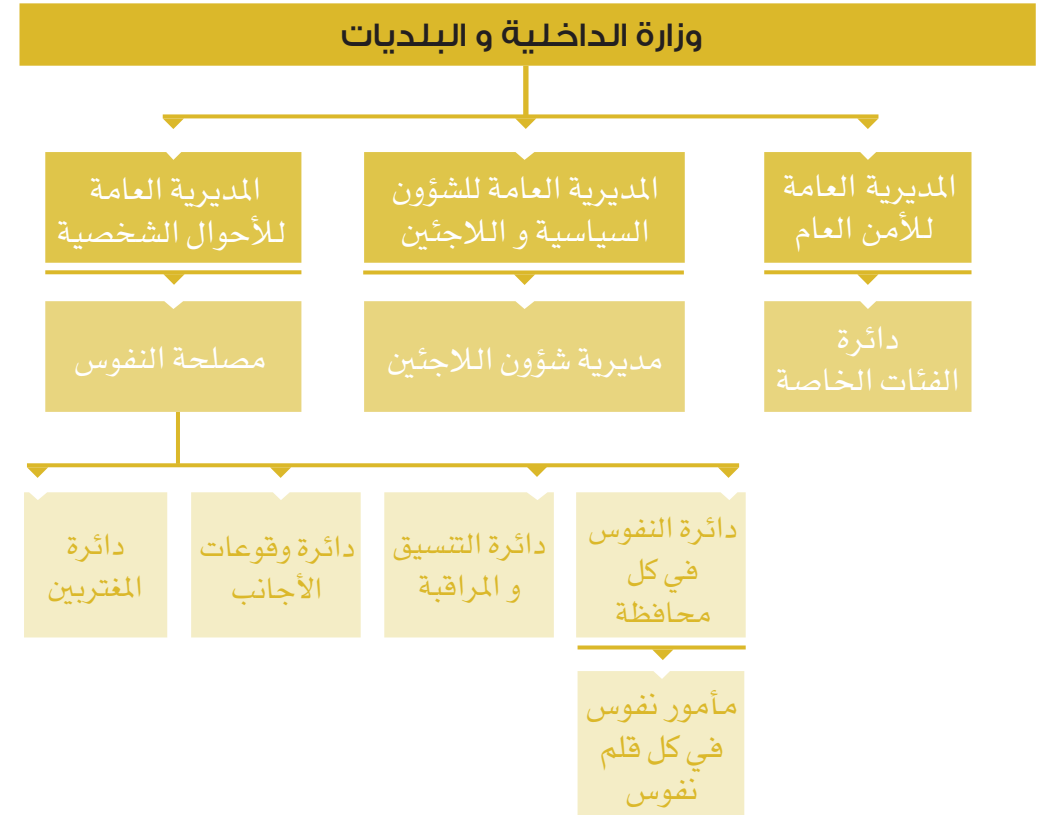 وزارة الداخلية و البلديات
المديرية العامة
للأمن العام
المديرية العامة للشؤون
السياسية و اللاجئين
المديرية العامة
للأحوال الشخصية
دائرة
الفئات الخاصة
مديرية شؤون اللاجئين
مصلحة النفوس
دائرة النفوس
في كل
محافظة
دائرة التنسيق
و المراقبة
دائرة وقوعات
الأجانب
دائرة
المغتربين
مأمور نفوس
في كل قلم
نفوس